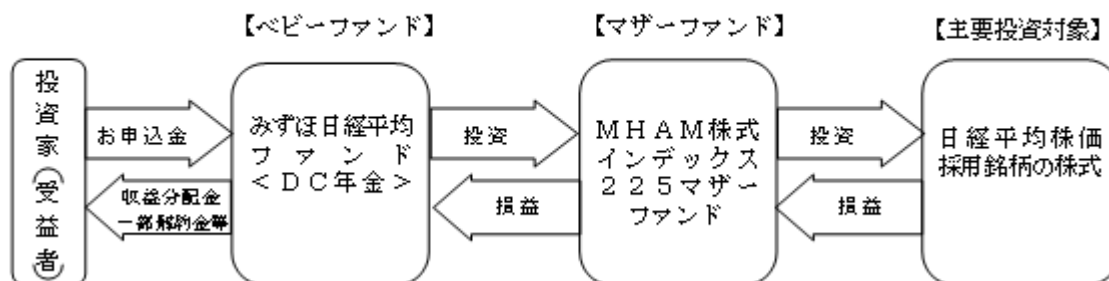 【ベビーファンド】
【マザーファンド】
【主要投資対象】
投資家(受益者)
お申込金
収益分配金
一部解約金等
みずほ日経平均
ファンド
<DC年金>
投資
損益
MHAM株式
インデックス
225マザー
ファンド
投資
損益
日経平均株価
採用銘柄の株式